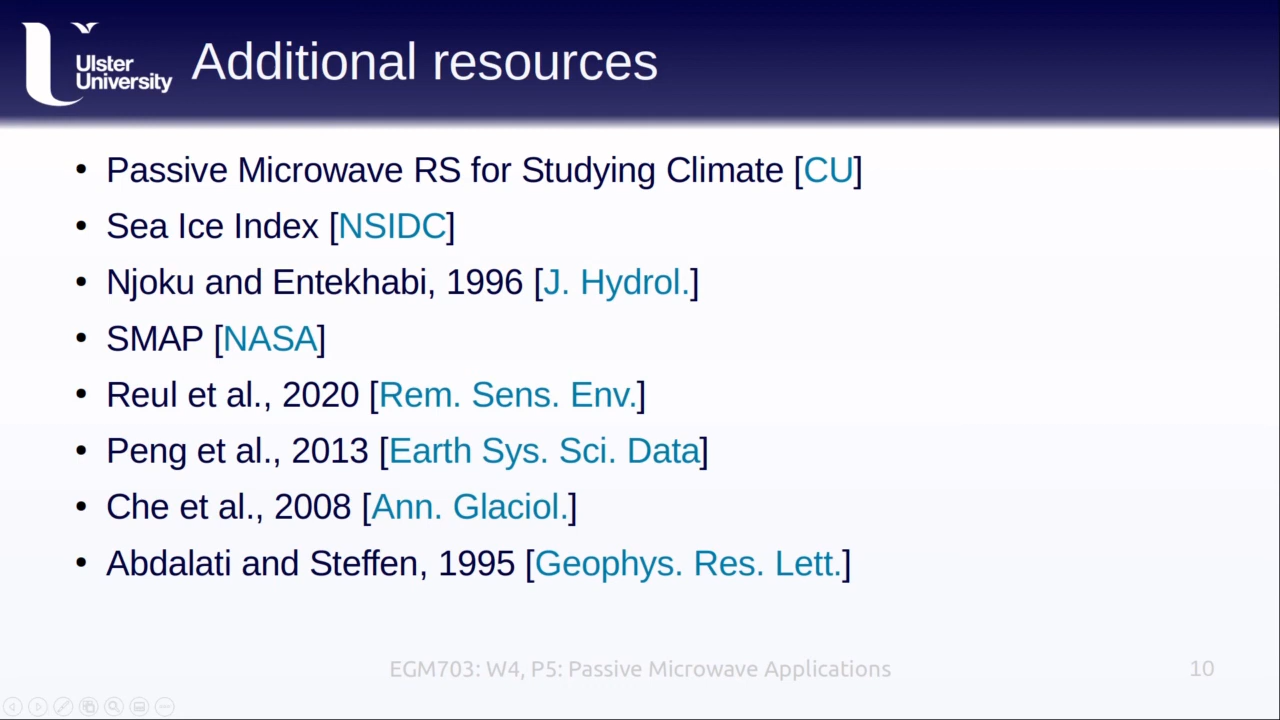 Ulster
University
Additional resources
• Passive Microwave RS for Studying Climate [CU]
• Sea Ice Index [NSIDC]
• Njoku and Entekhabi, 1996 [J. Hydrol.]
• SMAP [NASA]
• Reul et al., 2020 [Rem. Sens. Env.]
• Peng et al., 2013 [Earth Sys. Sci. Data]
• Che et al., 2008 [Ann. Glaciol.]
• Abdalati and Steffen, 1995 [Geophys. Res. Lett.]
EGM703: W4, P5: Passive Microwave Applications
10